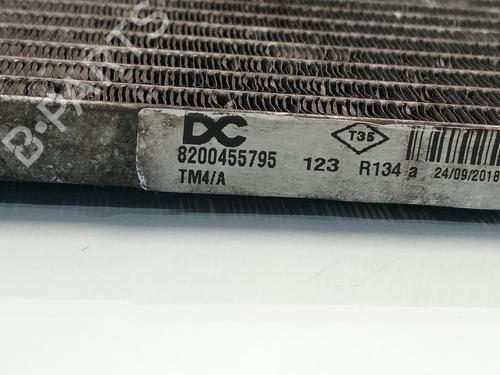 B-PARTS
DC
T35
8200455795
123
R134 a
24/09/2018
TM4/A